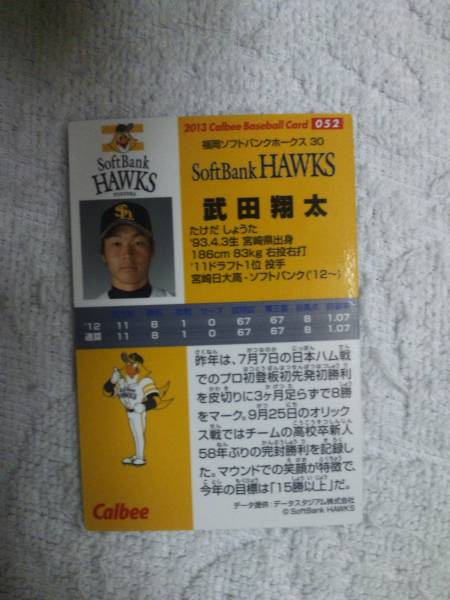 2013 Calbee Baseball Card 052
福岡ソフトバンクホークス 30
SoftBank HAWKS
SoftBank
HAWKS
武田翔太
たけだ しょうた
'93.4.3生 宮崎県出身
186cm 83kg 右投右打
'11ドラフト1位 投手
宮崎日大高-ソフトバンク('12〜)
'12 11 8 1 0 67 67 8 1.07
通算 11 8 1 0 67 67 8 1.07
昨年は、7月7日の日本ハム戦
でのプロ初登板初先発初勝利
を皮切りに3ヶ月足らずで8勝
をマーク。9月25日のオリック
ス戦ではチームの高校卒新人
58年ぶりの完封勝利を記録し
た。マウンドでの笑顔が特徴で、
今年の目標は「15勝以上」だ。
データ提供:データスタジアム株式会社
© SoftBank HAWKS
Calbee